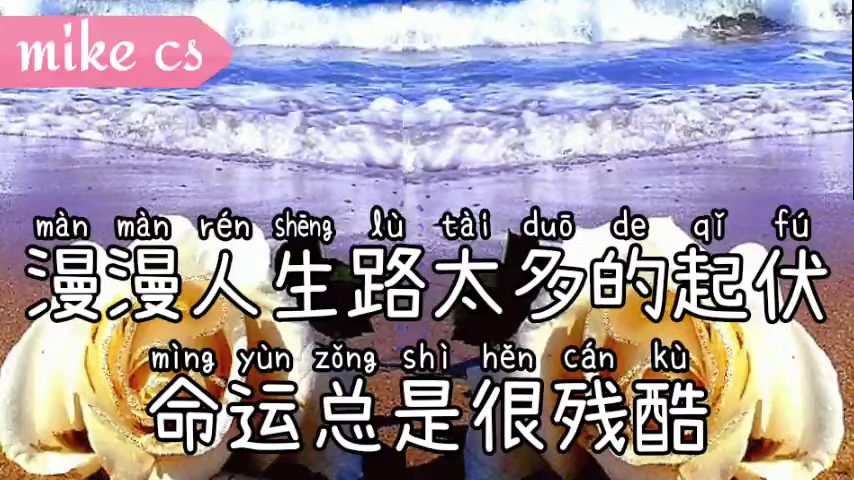 mike cs
màn màn rén shēng lù tài duō de qǐ fú
漫漫人生路太多的起伏
mìng yùn zǒng shì hěn cán kù
命运总是很残酷